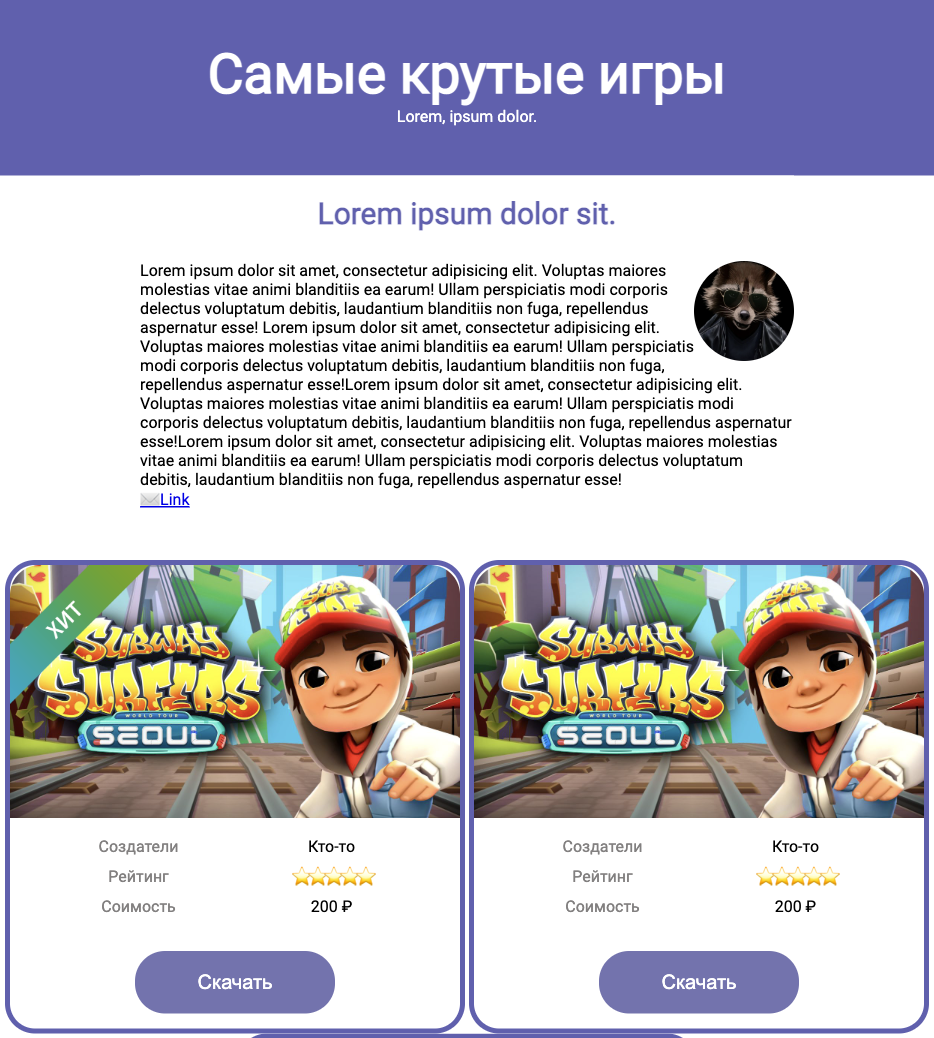 Самые крутые игры
Lorem, ipsum dolor.
Lorem ipsum dolor sit.
Lorem ipsum dolor sit amet, consectetur adipisicing elit. Voluptas maiores
molestias vitae animi blanditiis ea earum! Ullam perspiciatis modi corporis
delectus voluptatum debitis, laudantium blanditiis non fuga, repellendus
aspernatur esse! Lorem ipsum dolor sit amet, consectetur adipisicing elit.
Voluptas maiores molestias vitae animi blanditiis ea earum! Ullam perspiciatis
modi corporis delectus voluptatum debitis, laudantium blanditiis non fuga,
repellendus aspernatur esse!Lorem ipsum dolor sit amet, consectetur adipisicing elit.
Voluptas maiores molestias vitae animi blanditiis ea earum! Ullam perspiciatis modi
corporis delectus voluptatum debitis, laudantium blanditiis non fuga, repellendus aspernatur
esse!Lorem ipsum dolor sit amet, consectetur adipisicing elit. Voluptas maiores molestias
vitae animi blanditiis ea earum! Ullam perspiciatis modi corporis delectus voluptatum
debitis, laudantium blanditiis non fuga, repellendus aspernatur esse!
Link
ХИТ
SUBWAY
SURFERS
WORLD TOUR
SEOUL
Создатели Кто-то
Рейтинг
Соимость 200 ₽
Скачать
SUBWAY
SURFERS
WORLD TOUR
SEOUL
Создатели Кто-то
Рейтинг
Соимость 200 ₽
Скачать